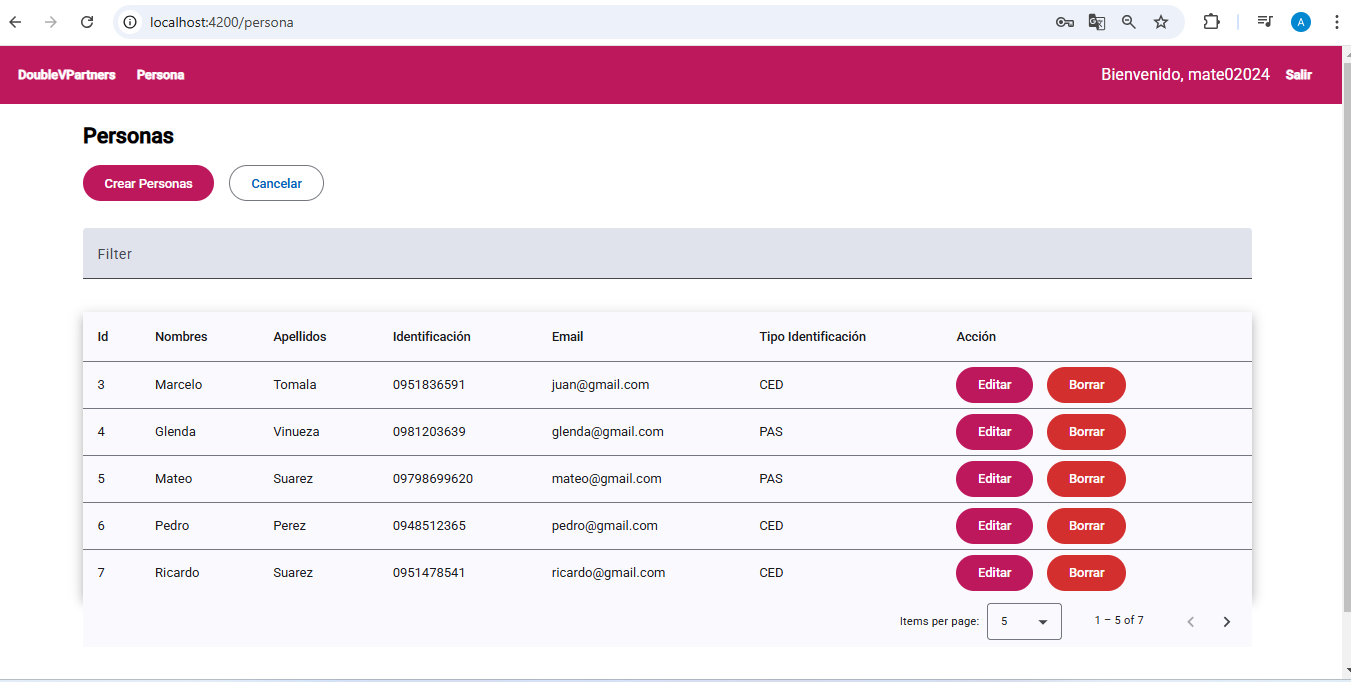 localhost:4200/persona
A
DoubleVPartners Persona Bienvenido, mate02024 Salir
Personas
Crear Personas Cancelar
Filter
Id Nombres Apellidos Identificación Email Tipo Identificación Acción
3 Marcelo Tomala 0951836591 juan@gmail.com CED Editar Borrar
4 Glenda Vinueza 0981203639 glenda@gmail.com PAS Editar Borrar
5 Mateo Suarez 09798699620 mateo@gmail.com PAS Editar Borrar
6 Pedro Perez 0948512365 pedro@gmail.com CED Editar Borrar
7 Ricardo Suarez 0951478541 ricardo@gmail.com CED Editar Borrar
Items per page: 5 1 – 5 of 7